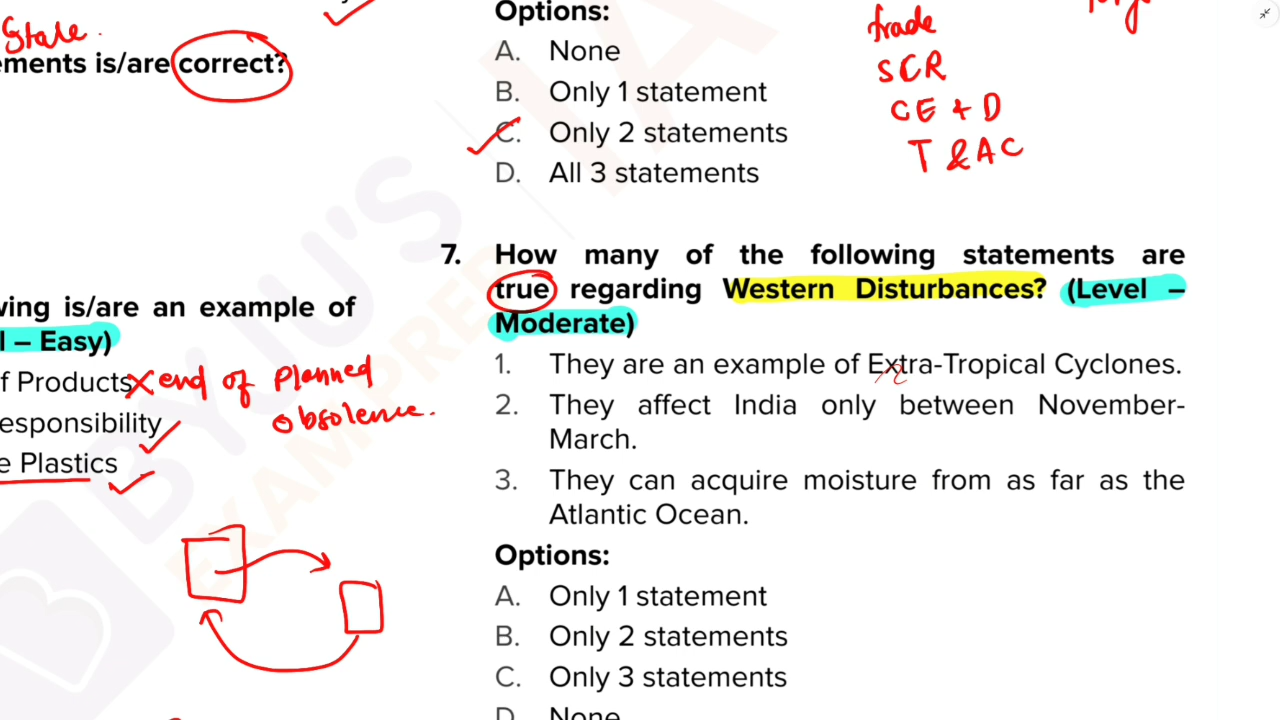 State.
ements is/are correct?
wing is/are an example of
l – Easy)
f Products X end of Planned
obsolence.
esponsibility
e Plastics
Options:
A. None
B. Only 1 statement
C. Only 2 statements
D. All 3 statements
trade
SCR
CE + D
T & AC
7. How many of the following statements are
true regarding Western Disturbances? (Level –
Moderate)
1. They are an example of Extra-Tropical Cyclones.
2. They affect India only between November-
March.
3. They can acquire moisture from as far as the
Atlantic Ocean.
Options:
A. Only 1 statement
B. Only 2 statements
C. Only 3 statements
D. None
BYJU'S
EXAM PREP
IA